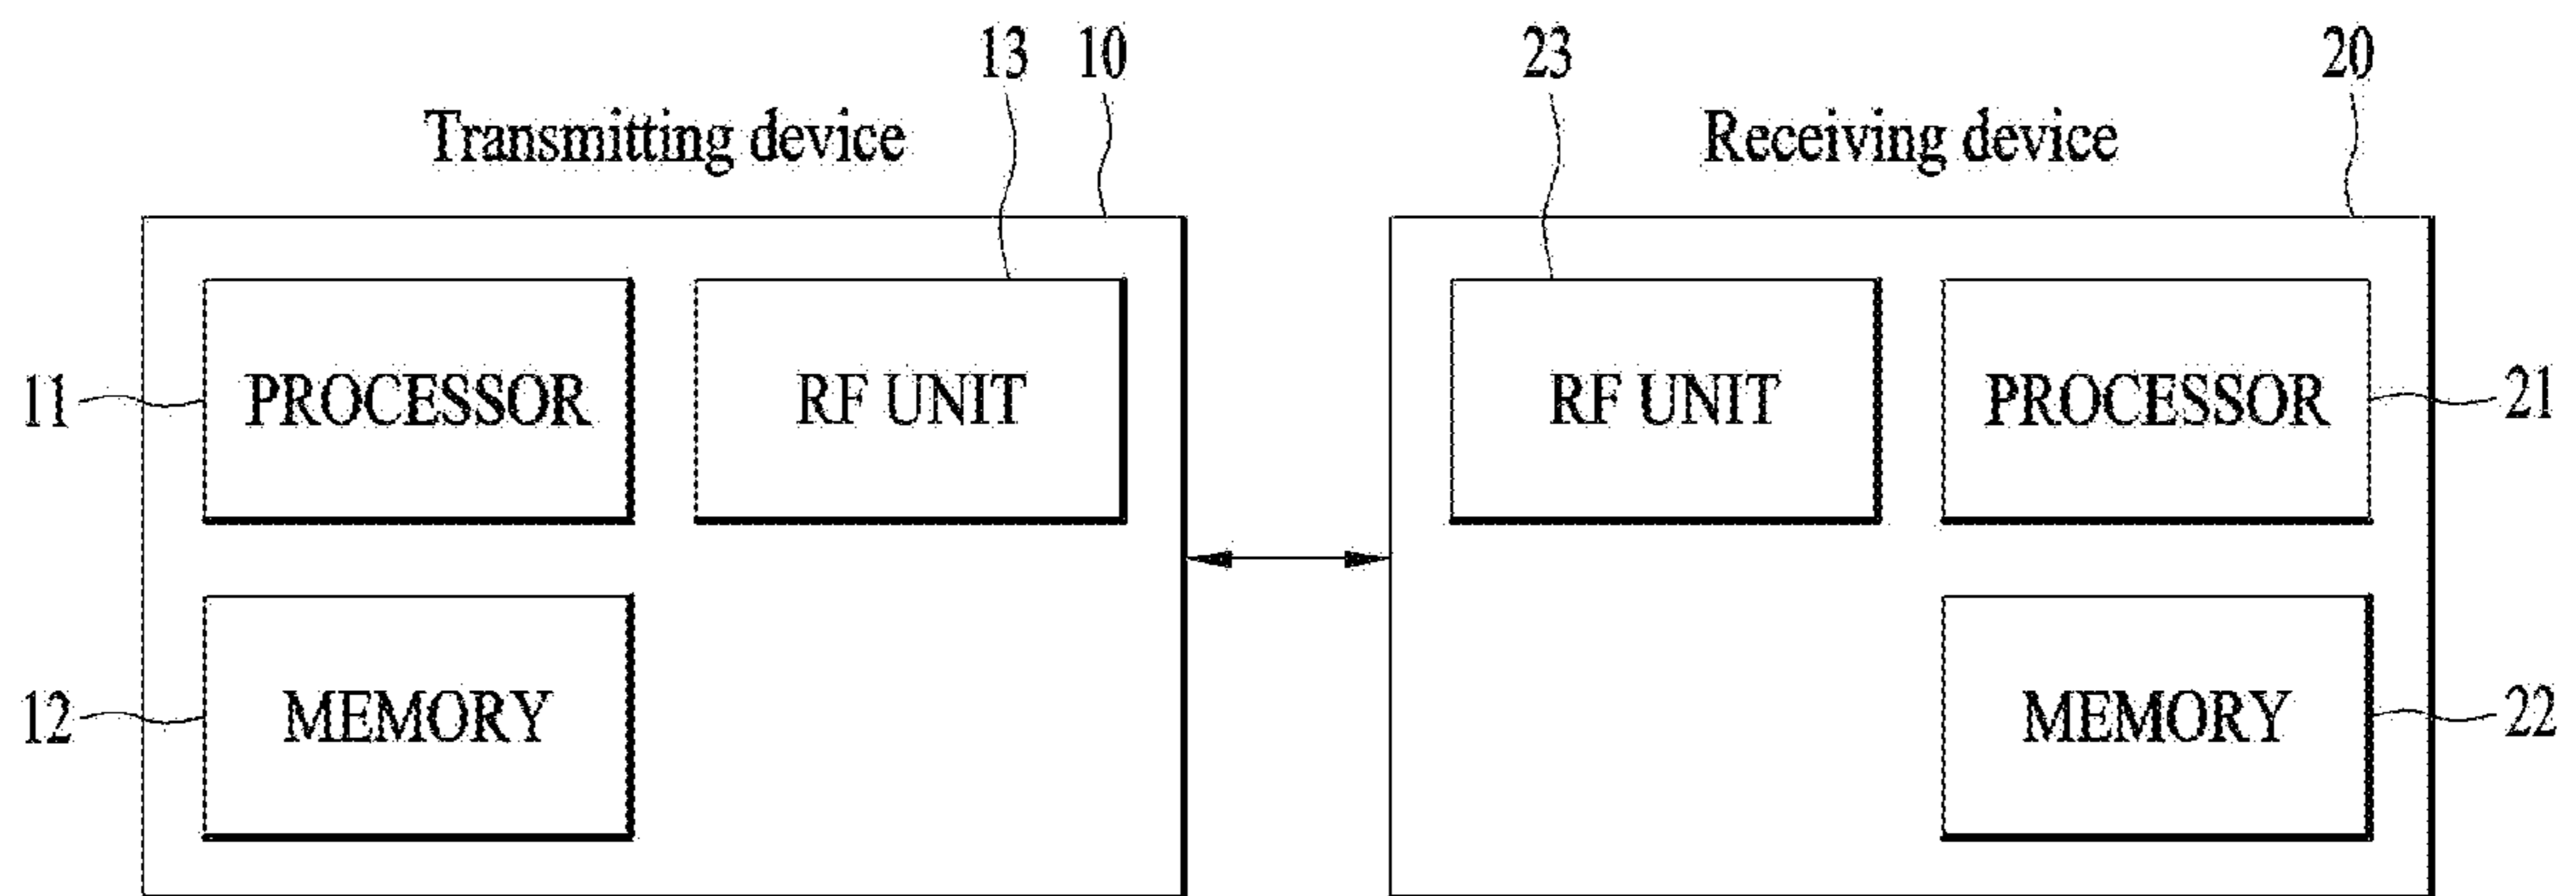 13 10 23 20
Transmitting device Receiving device
11 PROCESSOR RF UNIT RF UNIT PROCESSOR 21
12 MEMORY MEMORY 22